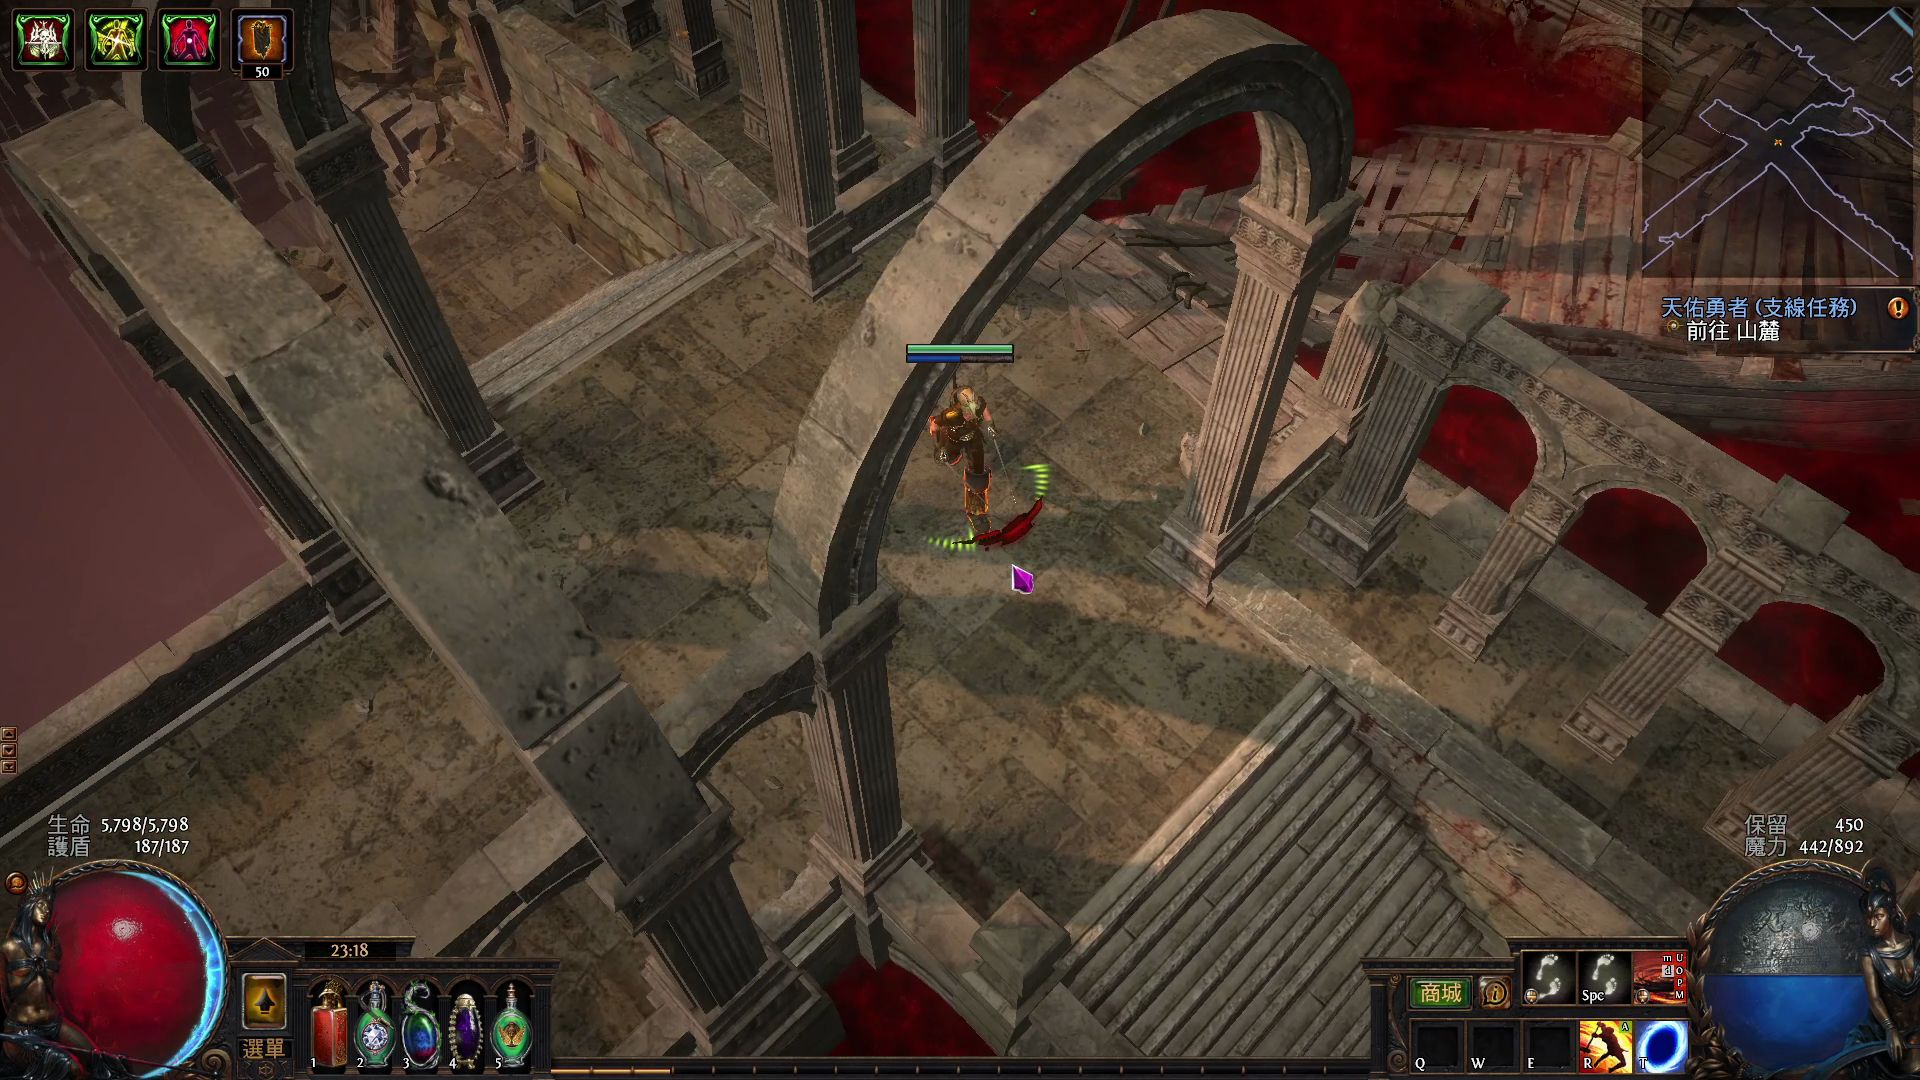 50
天佑勇者 (支線任務)
前往 山麓
生命 5,798/5,798
護盾 187/187
保留 450
魔力 442/892
23:18
選單
1
2
3
4
5
商城
Spc
m U
d O
P
M
Q
W
E
R
A
T